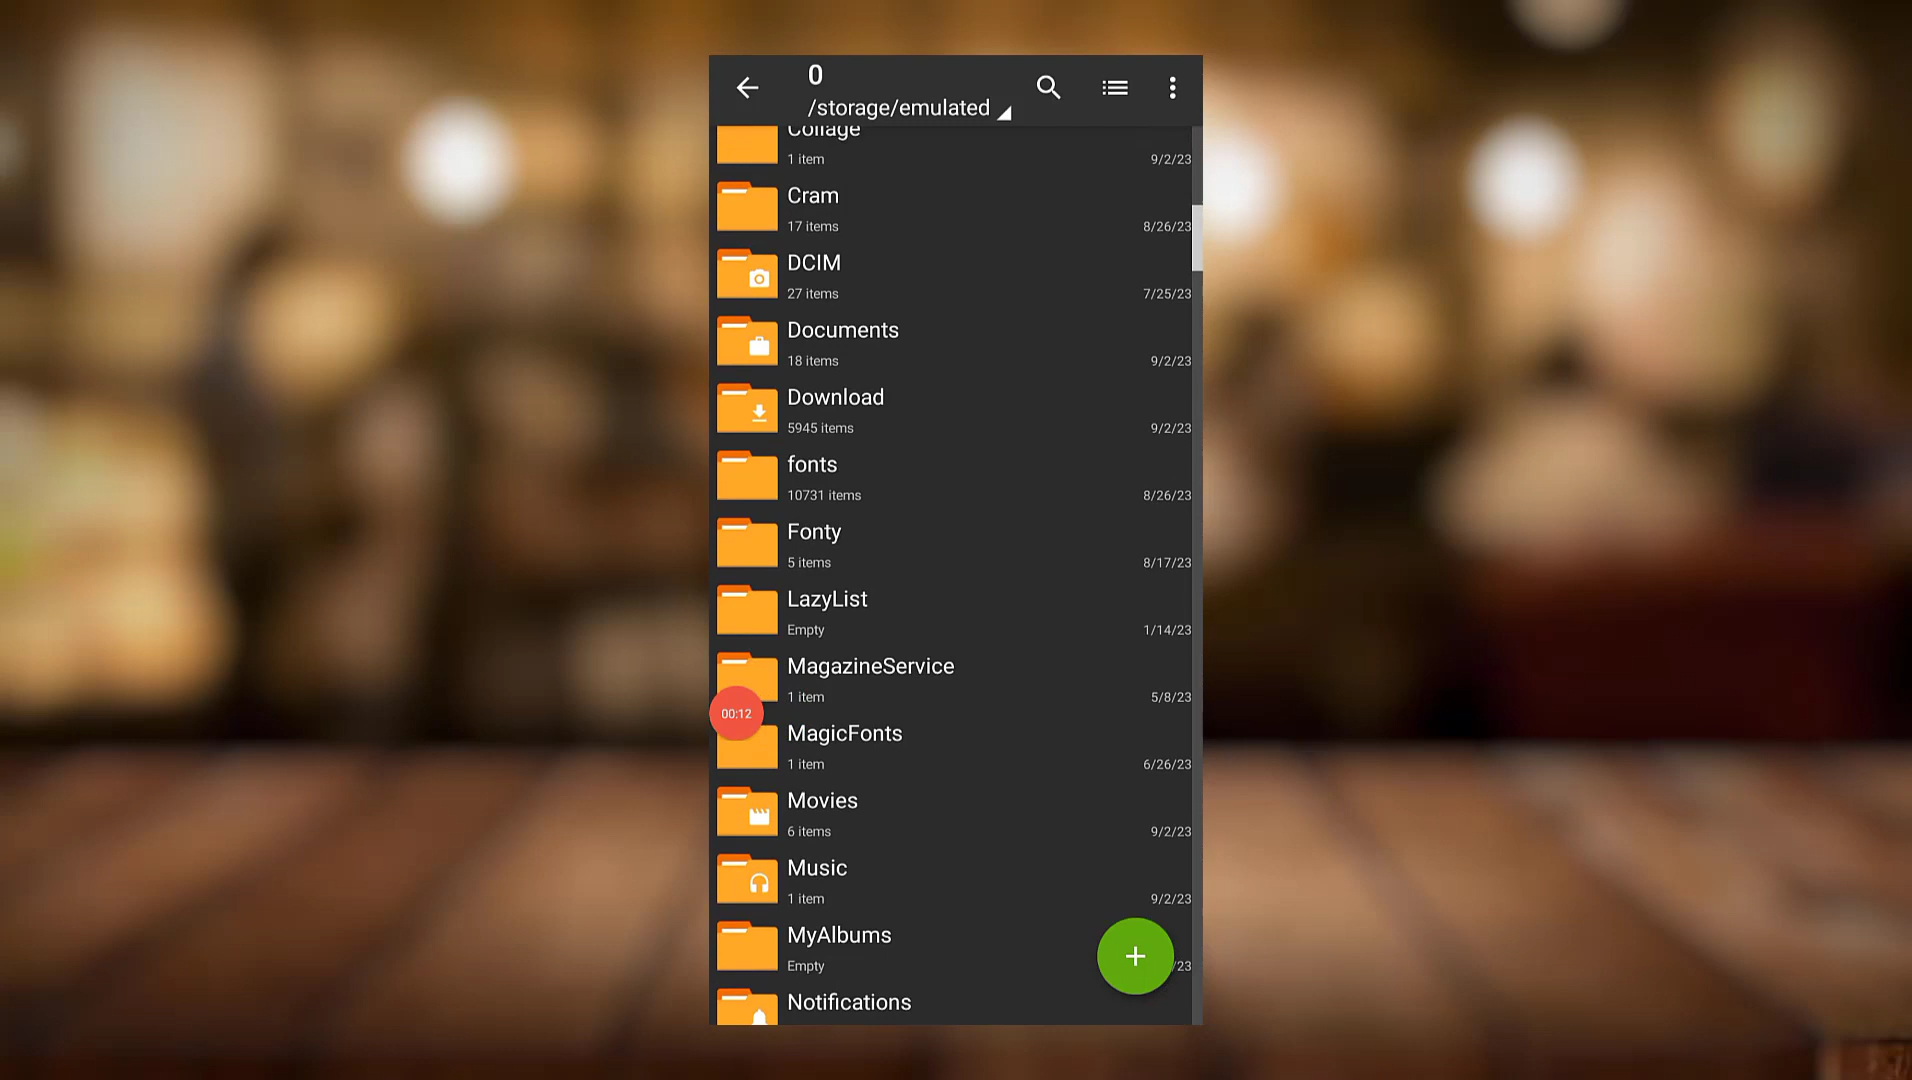 0
/storage/emulated
Collage
1 item
9/2/23
Cram
17 items
8/26/23
DCIM
27 items
7/25/23
Documents
18 items
9/2/23
Download
5945 items
9/2/23
fonts
10731 items
8/26/23
Fonty
5 items
8/17/23
LazyList
Empty
1/14/23
MagazineService
1 item
5/8/23
00:12
MagicFonts
1 item
6/26/23
Movies
6 items
9/2/23
Music
1 item
9/2/23
MyAlbums
Empty
/23
Notifications